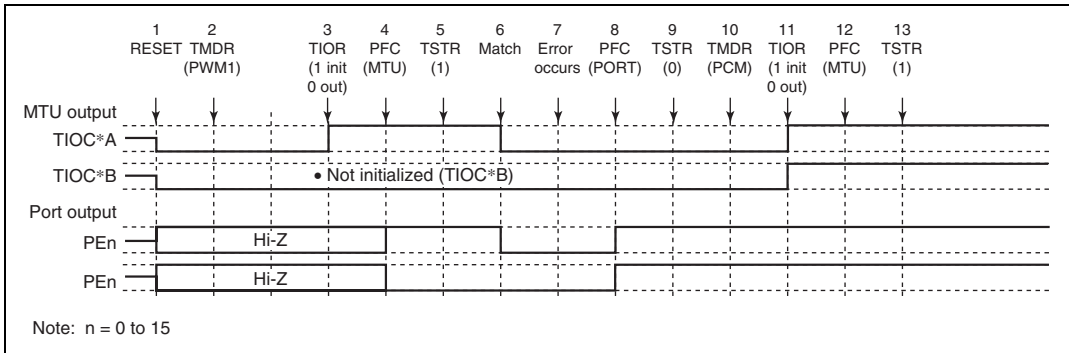 1 2 3 4 5 6 7 8 9 10 11 12 13
RESET TMDR TIOR PFC TSTR Match Error PFC TSTR TMDR TIOR PFC TSTR
(PWM1) (1 init (MTU) (1) occurs (PORT) (0) (PCM) (1 init (MTU) (1)
0 out) 0 out)
MTU output
TIOC*A
TIOC*B • Not initialized (TIOC*B)
Port output
PEn Hi-Z
PEn Hi-Z
Note: n = 0 to 15